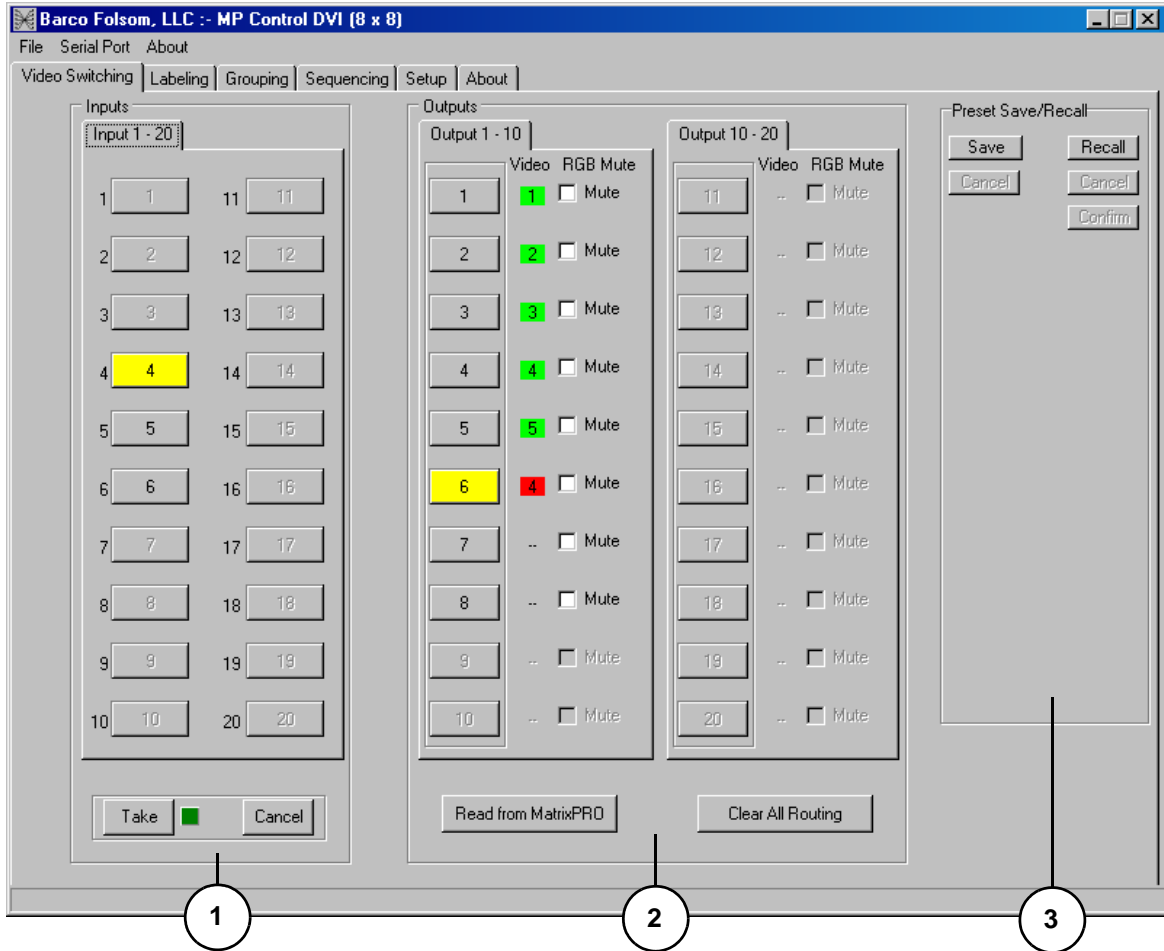 Barco Folsom, LLC :- MP Control DVI (8 x 8)
File Serial Port About
Video Switching Labeling Grouping Sequencing Setup About
Inputs
Input 1 - 20
1 1 11 11
2 2 12 12
3 3 13 13
4 4 14 14
5 5 15 15
6 6 16 16
7 7 17 17
8 8 18 18
9 9 19 19
10 10 20 20
Take Cancel
Outputs
Output 1 - 10
Video RGB Mute
1 1 Mute
2 2 Mute
3 3 Mute
4 4 Mute
5 5 Mute
6 4 Mute
7 -- Mute
8 -- Mute
9 -- Mute
10 -- Mute
Output 10 - 20
Video RGB Mute
11 -- Mute
12 -- Mute
13 -- Mute
14 -- Mute
15 -- Mute
16 -- Mute
17 -- Mute
18 -- Mute
19 -- Mute
20 -- Mute
Read from MatrixPRO Clear All Routing
Preset Save/Recall
Save Recall
Cancel Cancel
Confirm
1 2 3